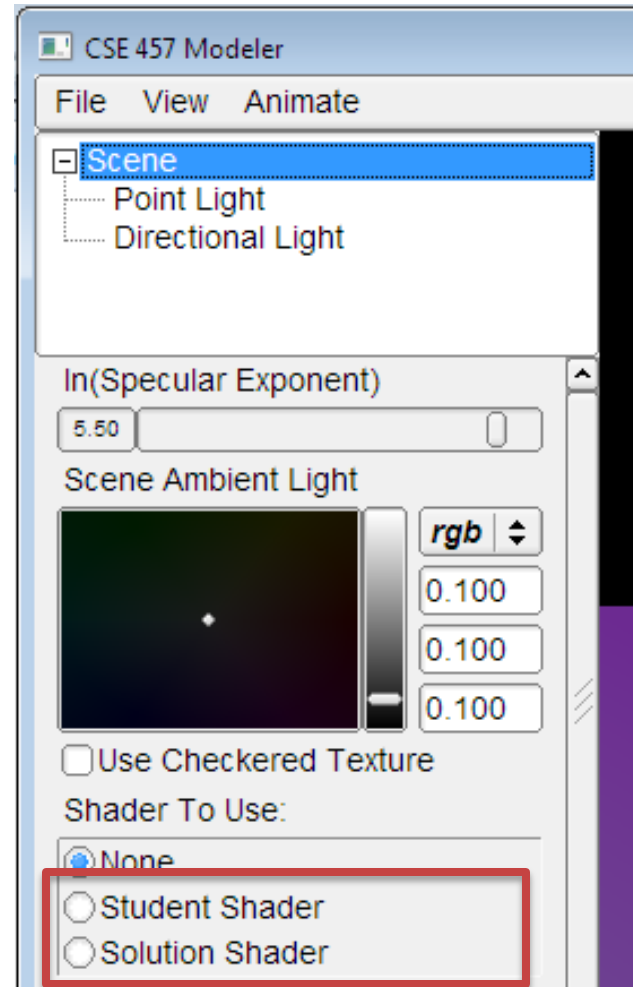 CSE 457 Modeler
File View Animate
Scene
Point Light
Directional Light
ln(Specular Exponent)
5.50
Scene Ambient Light
rgb
0.100
0.100
0.100
Use Checkered Texture
Shader To Use:
None
Student Shader
Solution Shader